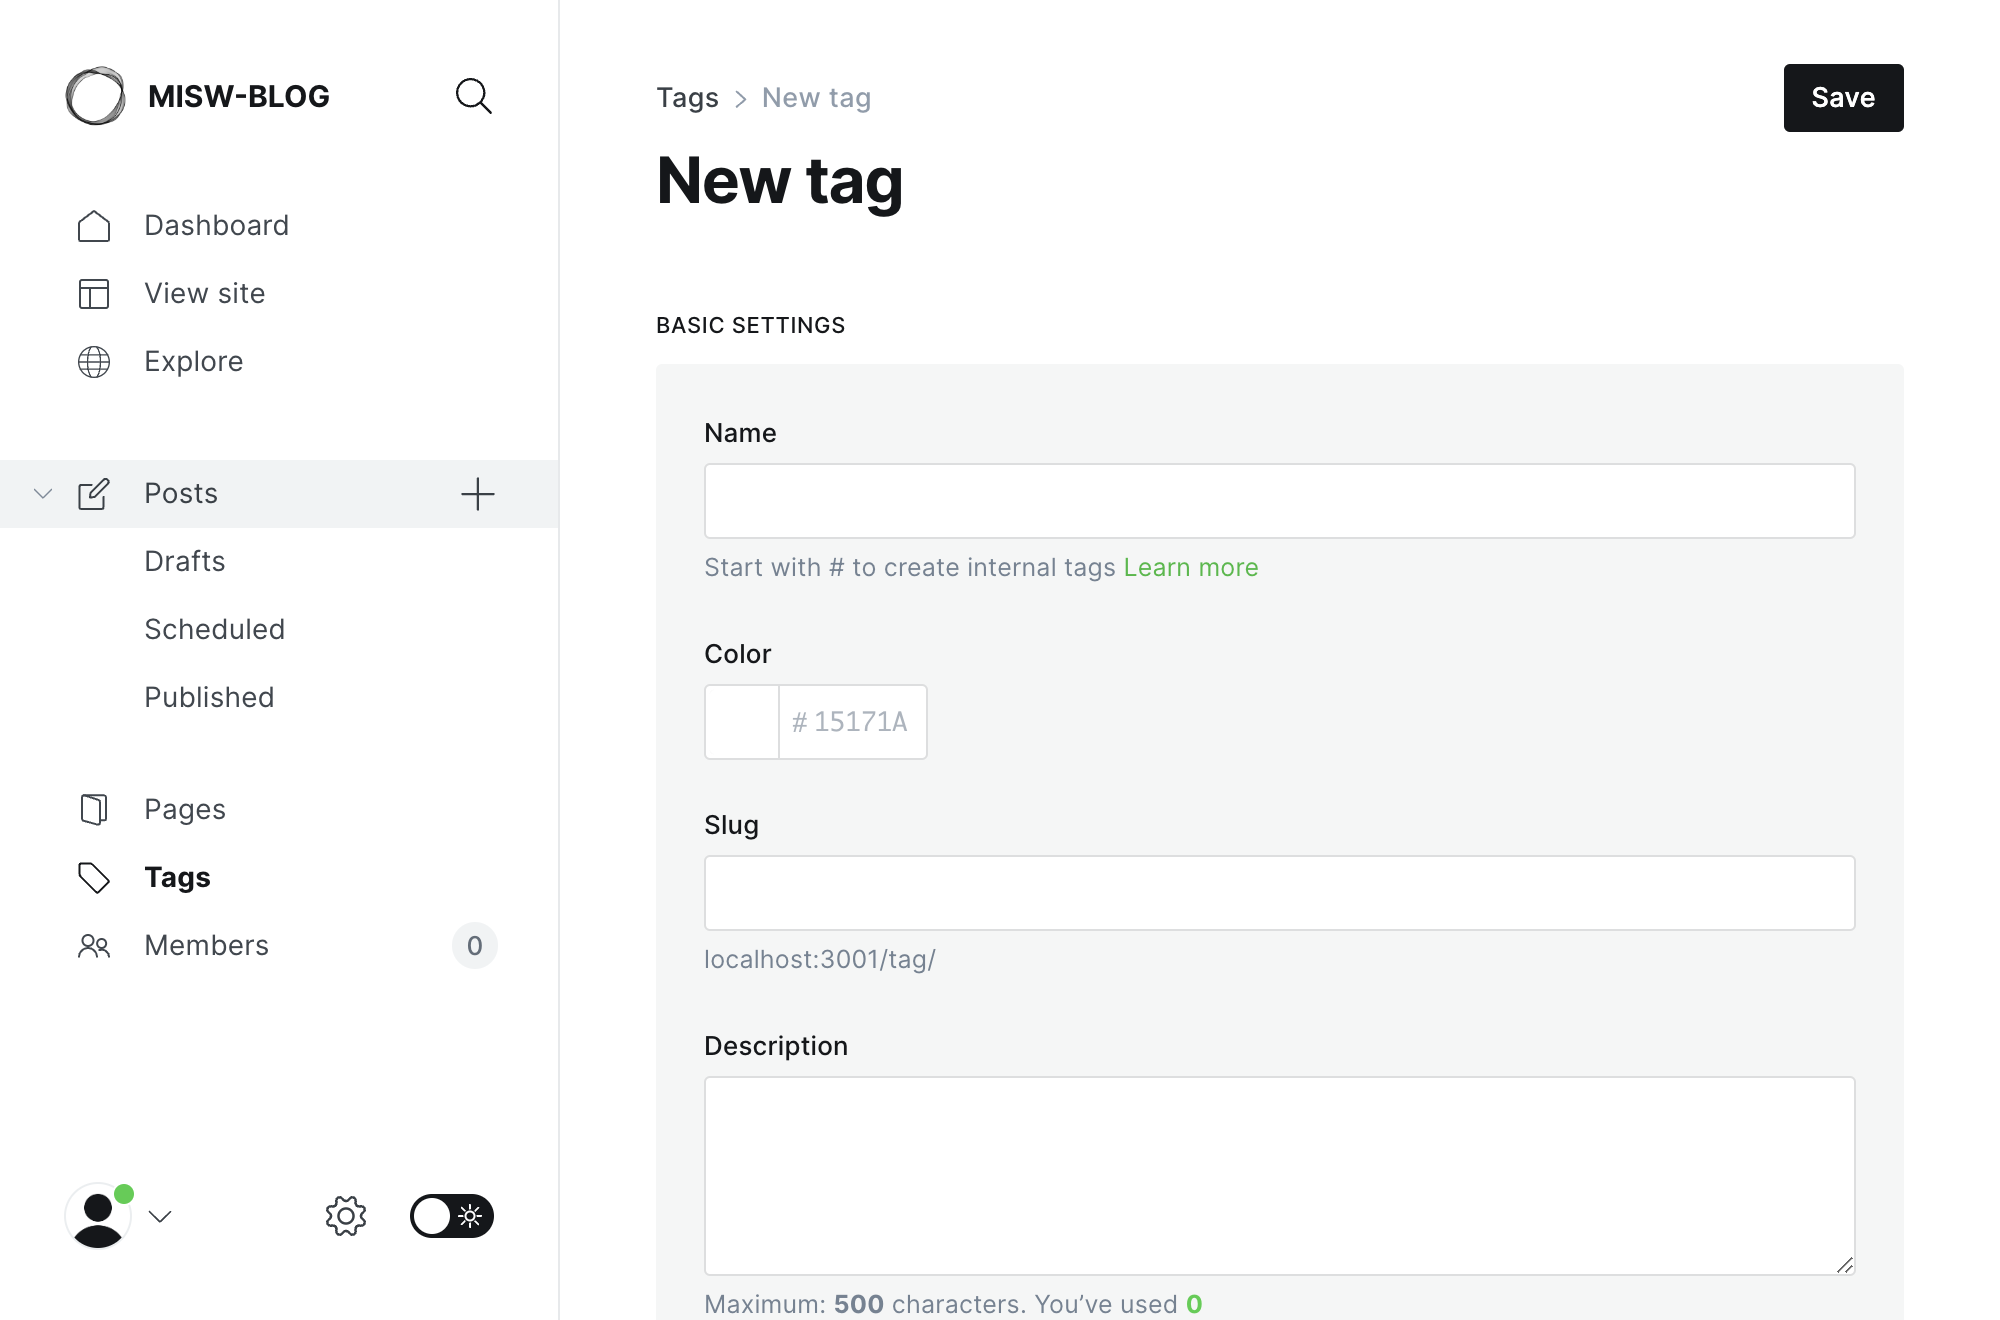 MISW-BLOG
Dashboard
View site
Explore
Posts
Drafts
Scheduled
Published
Pages
Tags
Members 0
Tags > New tag
Save
New tag
BASIC SETTINGS
Name
Start with # to create internal tags Learn more
Color
# 15171A
Slug
localhost:3001/tag/
Description
Maximum: 500 characters. You’ve used 0